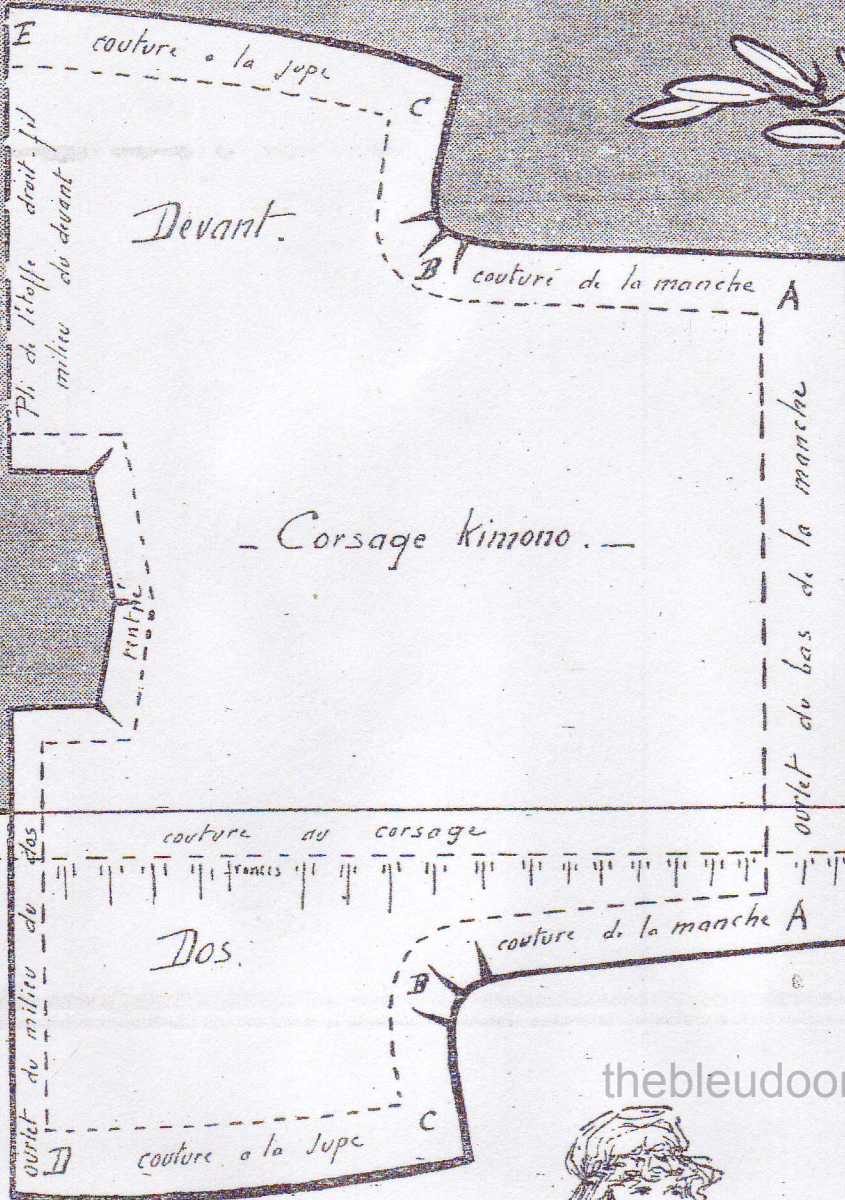 E
couture a la jupe
C
Pli de l'étoffe droit fil
milieu du devant
Devant.
B
couture de la manche
A
Corsage kimono.
rentré
ourlet du bas de la manche
couture du corsage
fronces
ourlet du milieu du dos
Dos.
couture de la manche
A
B
C
D
couture a la Jupe
thebleudoor